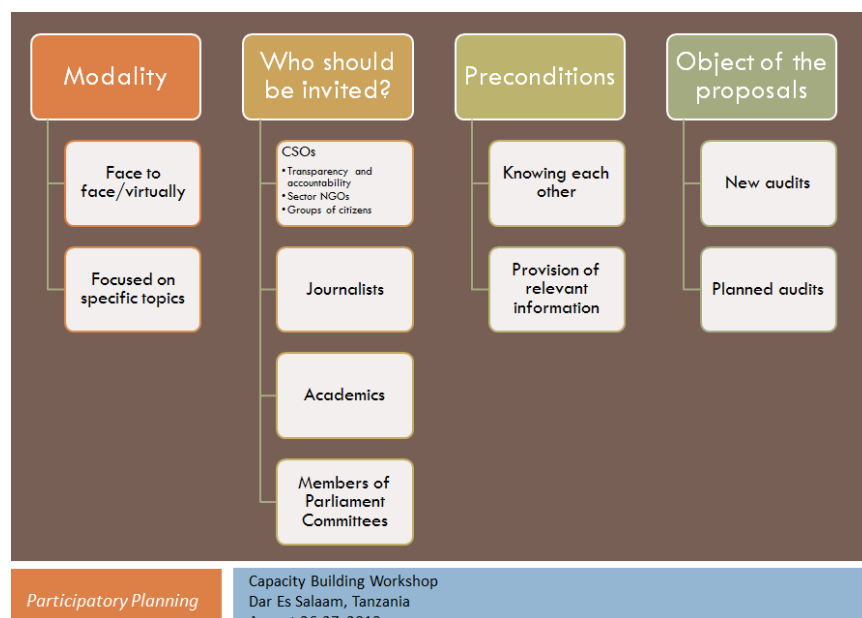 Modality
Face to
face/virtually
Focused on
specific topics
Who should
be invited?
CSOs
•Transparency and
accountability
•Sector NGOs
•Groups of citizens
Journalists
Academics
Members of
Parliament
Committees
Preconditions
Knowing each
other
Provision of
relevant
information
Object of the
proposals
New audits
Planned audits
Participatory Planning
Capacity Building Workshop
Dar Es Salaam, Tanzania